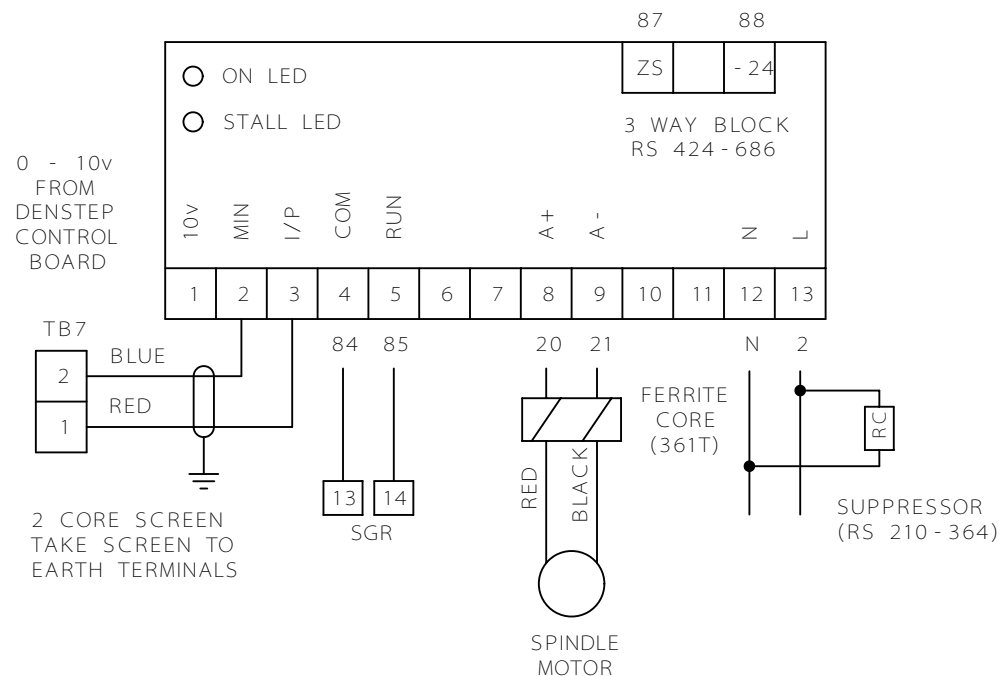 87 88
ZS -24
ON LED
STALL LED
3 WAY BLOCK
RS 424-686
0 - 10v
FROM
DENSTEP
CONTROL
BOARD
10v MIN I/P COM RUN A+ A- N L
1 2 3 4 5 6 7 8 9 10 11 12 13
TB7
84 85 20 21 N 2
BLUE
2
RED
1
FERRITE
CORE
(361T)
RC
RED BLACK
13 14
SGR
2 CORE SCREEN
TAKE SCREEN TO
EARTH TERMINALS
SUPPRESSOR
(RS 210-364)
SPINDLE
MOTOR